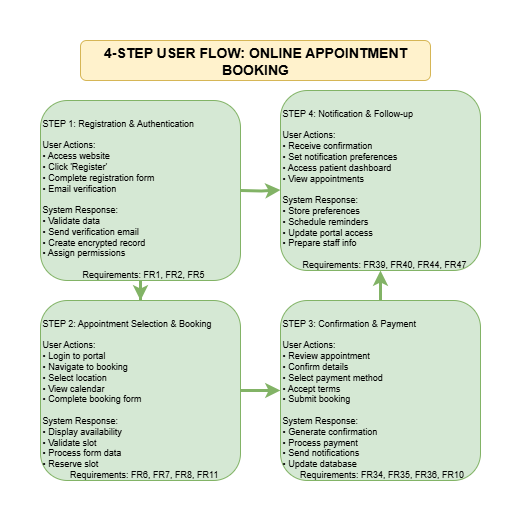 4-STEP USER FLOW: ONLINE APPOINTMENT
BOOKING
STEP 1: Registration & Authentication
User Actions:
• Access website
• Click 'Register'
• Complete registration form
• Email verification
System Response:
• Validate data
• Send verification email
• Create encrypted record
• Assign permissions
Requirements: FR1, FR2, FR5
STEP 2: Appointment Selection & Booking
User Actions:
• Login to portal
• Navigate to booking
• Select location
• View calendar
• Complete booking form
System Response:
• Display availability
• Validate slot
• Process form data
• Reserve slot
Requirements: FR6, FR7, FR8, FR11
STEP 3: Confirmation & Payment
User Actions:
• Review appointment
• Confirm details
• Select payment method
• Accept terms
• Submit booking
System Response:
• Generate confirmation
• Process payment
• Send notifications
• Update database
Requirements: FR34, FR35, FR36, FR10
STEP 4: Notification & Follow-up
User Actions:
• Receive confirmation
• Set notification preferences
• Access patient dashboard
• View appointments
System Response:
• Store preferences
• Schedule reminders
• Update portal access
• Prepare staff info
Requirements: FR39, FR40, FR44, FR47